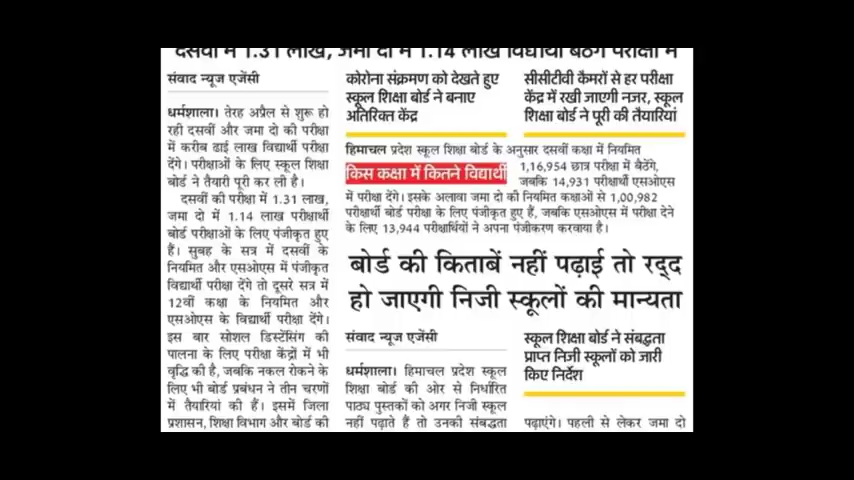 दसवीं में 1.31 लाख, जमा दो में 1.14 लाख विद्यार्थी बैठेंगे परीक्षा में
संवाद न्यूज एजेंसी
धर्मशाला। तेरह अप्रैल से शुरू हो
रही दसवीं और जमा दो की परीक्षा
में करीब ढाई लाख विद्यार्थी परीक्षा
देंगे। परीक्षाओं के लिए स्कूल शिक्षा
बोर्ड ने तैयारी पूरी कर ली है।
दसवीं की परीक्षा में 1.31 लाख,
जमा दो में 1.14 लाख परीक्षार्थी
बोर्ड परीक्षाओं के लिए पंजीकृत हुए
हैं। सुबह के सत्र में दसवीं के
नियमित और एसओएस में पंजीकृत
विद्यार्थी परीक्षा देंगे तो दूसरे सत्र में
12वीं कक्षा के नियमित और
एसओएस के विद्यार्थी परीक्षा देंगे।
इस बार सोशल डिस्टेंसिंग की
पालना के लिए परीक्षा केंद्रों में भी
वृद्धि की है, जबकि नकल रोकने के
लिए भी बोर्ड प्रबंधन ने तीन चरणों
में तैयारियां की हैं। इसमें जिला
प्रशासन, शिक्षा विभाग और बोर्ड की
कोरोना संक्रमण को देखते हुए
स्कूल शिक्षा बोर्ड ने बनाए
अतिरिक्त केंद्र
सीसीटीवी कैमरों से हर परीक्षा
केंद्र में रखी जाएगी नजर, स्कूल
शिक्षा बोर्ड ने पूरी की तैयारियां
हिमाचल प्रदेश स्कूल शिक्षा बोर्ड के अनुसार दसवीं कक्षा में नियमित
किस कक्षा में कितने विद्यार्थी
1,16,954 छात्र परीक्षा में बैठेंगे,
जबकि 14,931 परीक्षार्थी एसओएस
में परीक्षा देंगे। इसके अलावा जमा दो की नियमित कक्षाओं से 1,00,982
परीक्षार्थी बोर्ड परीक्षा के लिए पंजीकृत हुए हैं, जबकि एसओएस में परीक्षा देने
के लिए 13,944 परीक्षार्थियों ने अपना पंजीकरण करवाया है।
बोर्ड की किताबें नहीं पढ़ाई तो रद्द
हो जाएगी निजी स्कूलों की मान्यता
संवाद न्यूज एजेंसी
धर्मशाला। हिमाचल प्रदेश स्कूल
शिक्षा बोर्ड की ओर से निर्धारित
पाठ्य पुस्तकों को अगर निजी स्कूल
नहीं पढ़ाते हैं तो उनकी संबद्धता
स्कूल शिक्षा बोर्ड ने संबद्धता
प्राप्त निजी स्कूलों को जारी
किए निर्देश
पढ़ाएंगे। पहली से लेकर जमा दो